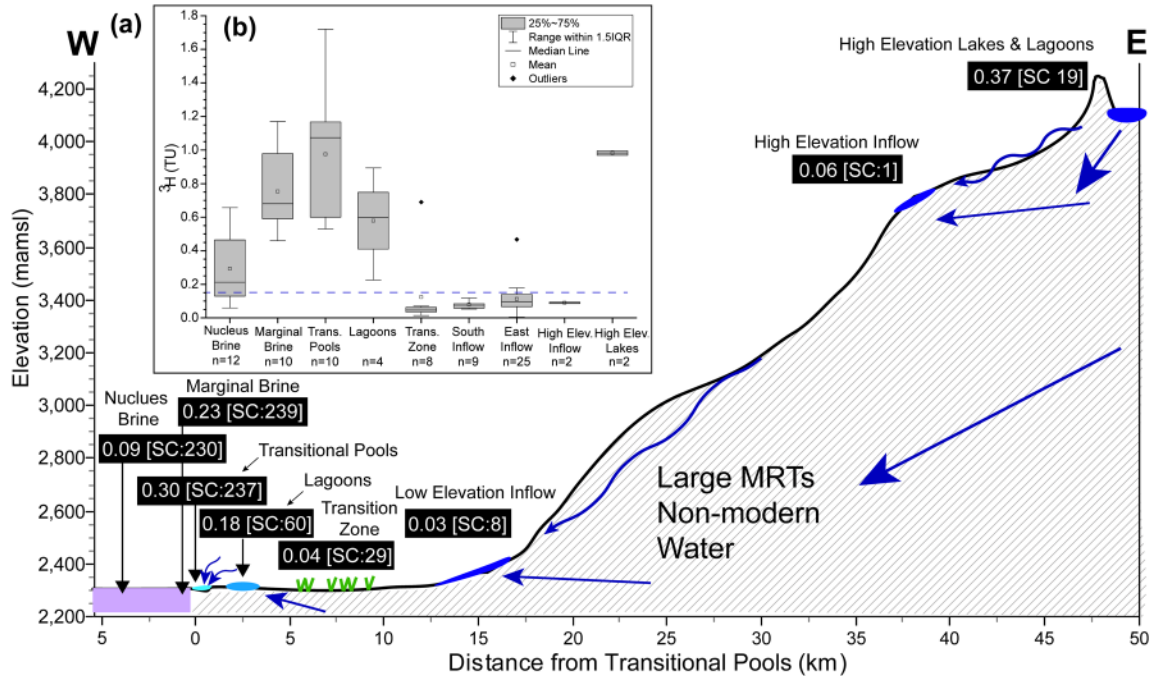 W
(a)
(b)
E
25%~75%
Range within 1.5IQR
Median Line
Mean
Outliers
³H (TU)
1.8
1.6
1.4
1.2
1.0
0.8
0.6
0.4
0.2
0.0
Nucleus Brine n=12
Marginal Brine n=10
Trans. Pools n=10
Lagoons n=4
Trans. Zone n=8
South Inflow n=9
East Inflow n=25
High Elev. Inflow n=2
High Elev. Lakes n=2
High Elevation Lakes & Lagoons
0.37 [SC 19]
High Elevation Inflow
0.06 [SC:1]
Elevation (mamsl)
4,200
4,000
3,800
3,600
3,400
3,200
3,000
2,800
2,600
2,400
2,200
Nuclues
Brine
0.09 [SC:230]
Marginal Brine
0.23 [SC:239]
Transitional Pools
0.30 [SC:237]
Lagoons
0.18 [SC:60]
Transition
Zone
0.04 [SC:29]
Low Elevation Inflow
0.03 [SC:8]
Large MRTs
Non-modern
Water
5 0 5 10 15 20 25 30 35 40 45 50
Distance from Transitional Pools (km)